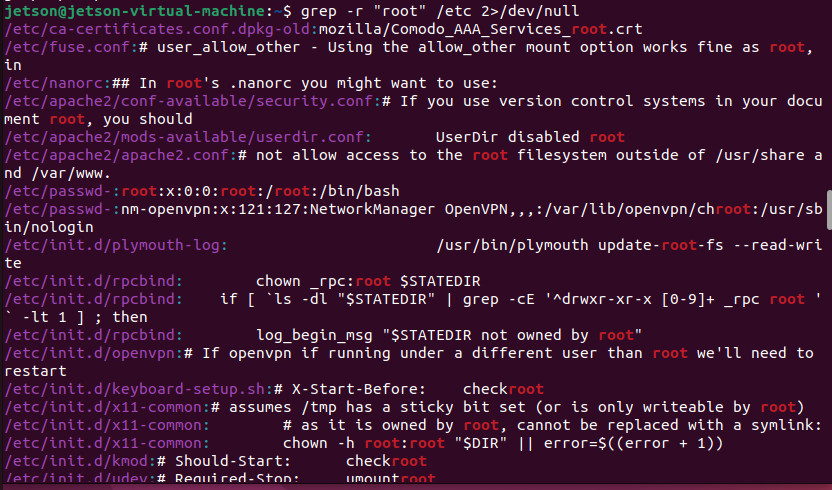 jetson@jetson-virtual-machine:~$ grep -r "root" /etc 2>/dev/null
/etc/ca-certificates.conf.dpkg-old:mozilla/Comodo_AAA_Services_root.crt
/etc/fuse.conf:# user_allow_other - Using the allow_other mount option works fine as root,
in
/etc/nanorc:## In root's .nanorc you might want to use:
/etc/apache2/conf-available/security.conf:# If you use version control systems in your docu
ment root, you should
/etc/apache2/mods-available/userdir.conf:        UserDir disabled root
/etc/apache2/apache2.conf:# not allow access to the root filesystem outside of /usr/share a
nd /var/www.
/etc/passwd-:root:x:0:0:root:/root:/bin/bash
/etc/passwd-:nm-openvpn:x:121:127:NetworkManager OpenVPN,,,:/var/lib/openvpn/chroot:/usr/sb
in/nologin
/etc/init.d/plymouth-log:                       /usr/bin/plymouth update-root-fs --read-wri
te
/etc/init.d/rpcbind:        chown _rpc:root $STATEDIR
/etc/init.d/rpcbind:    if [ `ls -dl "$STATEDIR" | grep -cE '^drwxr-xr-x [0-9]+ _rpc root '
` -lt 1 ] ; then
/etc/init.d/rpcbind:        log_begin_msg "$STATEDIR not owned by root"
/etc/init.d/openvpn:# If openvpn if running under a different user than root we'll need to
restart
/etc/init.d/keyboard-setup.sh:# X-Start-Before:    checkroot
/etc/init.d/x11-common:# assumes /tmp has a sticky bit set (or is only writeable by root)
/etc/init.d/x11-common:        # as it is owned by root, cannot be replaced with a symlink:
/etc/init.d/x11-common:        chown -h root:root "$DIR" || error=$((error + 1))
/etc/init.d/kmod:# Should-Start:      checkroot
/etc/init.d/udev:# Required-Stop:     umountroot